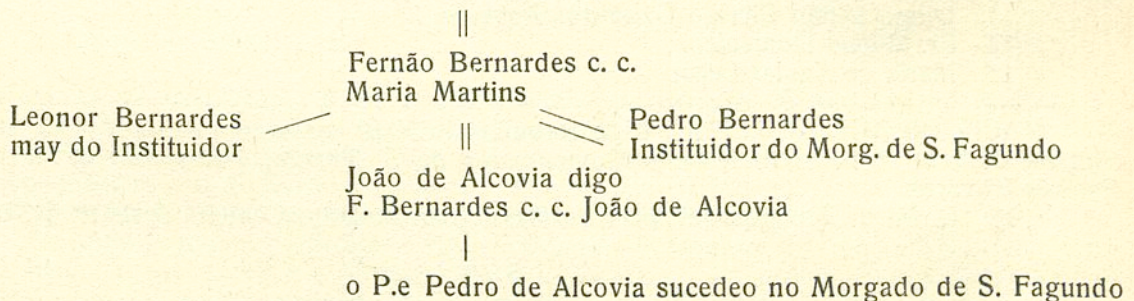 Fernão Bernardes c. c.
Maria Martins
Leonor Bernardes
may do Instituidor
Pedro Bernardes
Instituidor do Morg. de S. Fagundo
João de Alcovia digo
F. Bernardes c. c. João de Alcovia
o P.e Pedro de Alcovia sucedeo no Morgado de S. Fagundo